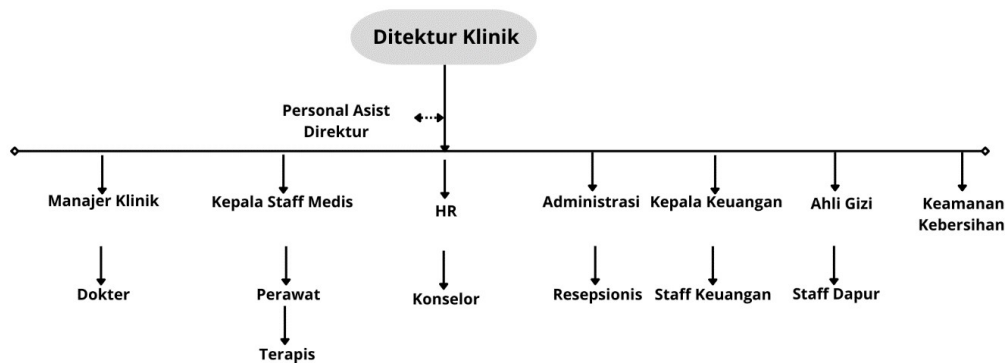 Ditektur Klinik
Personal Asist
Direktur
Manajer Klinik
Kepala Staff Medis
HR
Administrasi
Kepala Keuangan
Ahli Gizi
Keamanan
Kebersihan
Dokter
Perawat
Konselor
Resepsionis
Staff Keuangan
Staff Dapur
Terapis